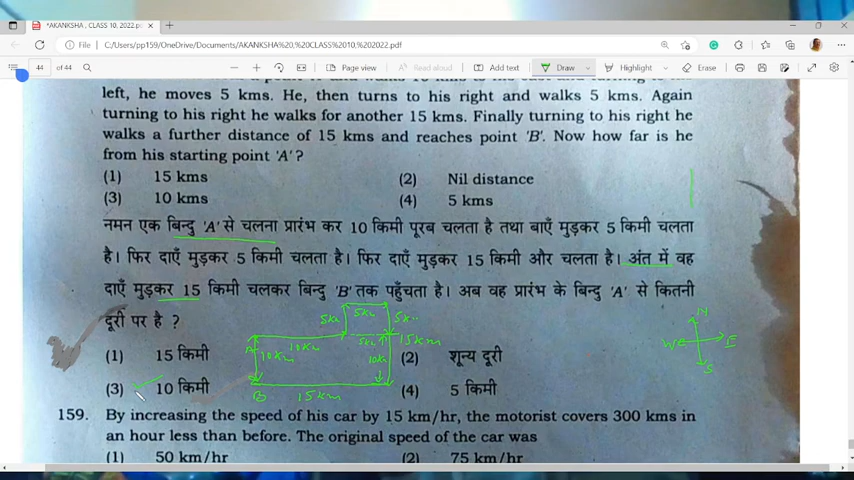 *AKANKSHA , CLASS 10, 2022.p
File C:/Users/pp159/OneDrive/Documents/AKANKSHA%20,%20CLASS%2010,%202022.pdf
44 of 44 Page view Read aloud Add text Draw Highlight Erase
left, he moves 5 kms. He, then turns to his right and walks 5 kms. Again
turning to his right he walks for another 15 kms. Finally turning to his right he
walks a further distance of 15 kms and reaches point 'B'. Now how far is he
from his starting point 'A'?
(1) 15 kms (2) Nil distance
(3) 10 kms (4) 5 kms
नमन एक बिन्दु 'A' से चलना प्रारंभ कर 10 किमी पूरब चलता है तथा बाएँ मुड़कर 5 किमी चलता
है। फिर दाएँ मुड़कर 5 किमी चलता है। फिर दाएँ मुड़कर 15 किमी और चलता है। अंत में वह
दाएँ मुड़कर 15 किमी चलकर बिन्दु 'B' तक पहुँचता है। अब वह प्रारंभ के बिन्दु 'A' से कितनी
दूरी पर है ?
5km 5km 5k
A 10km 5km 15km
10km 10k
B 15km
N
W E
S
(1) 15 किमी (2) शून्य दूरी
(3) 10 किमी (4) 5 किमी
159. By increasing the speed of his car by 15 km/hr, the motorist covers 300 kms in
an hour less than before. The original speed of the car was
(1) 50 km/hr (2) 75 km/hr